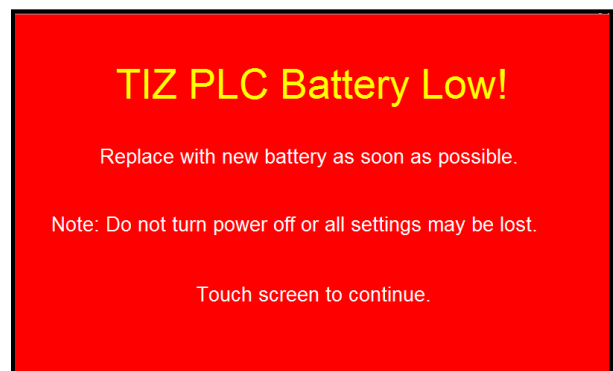 TIZ PLC Battery Low!
Replace with new battery as soon as possible.
Note: Do not turn power off or all settings may be lost.
Touch screen to continue.